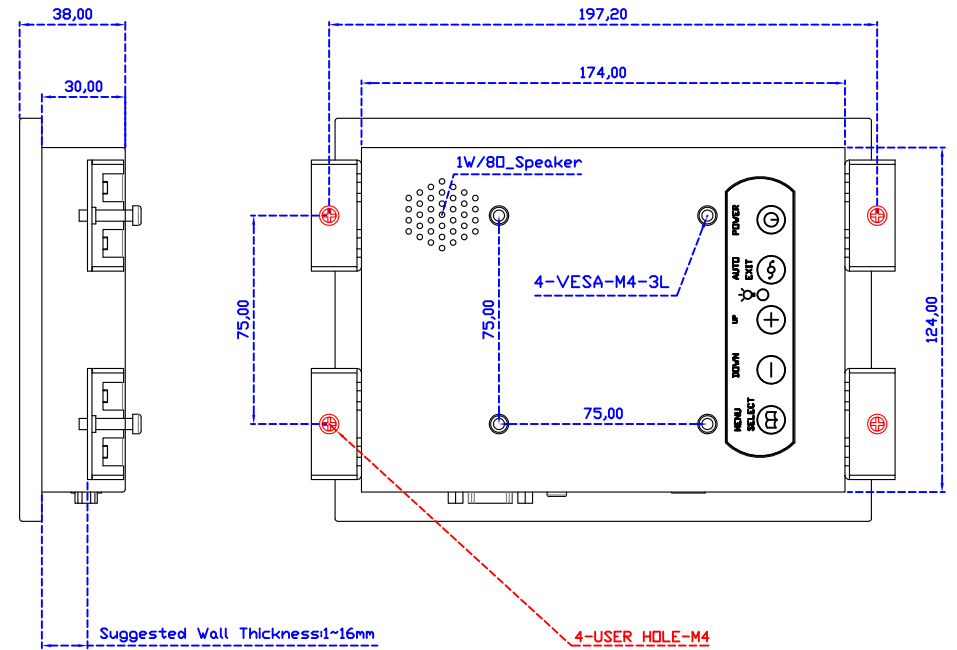 38,00
197,20
30,00
174,00
1W/8Ω_Speaker
POWER
4-VESA-M4-3L
AUTO
EXIT
75,00
75,00
UP
124,00
DOWN
75,00
MENU
SELECT
Suggested Wall Thickness:1~16mm
4-USER HOLE-M4